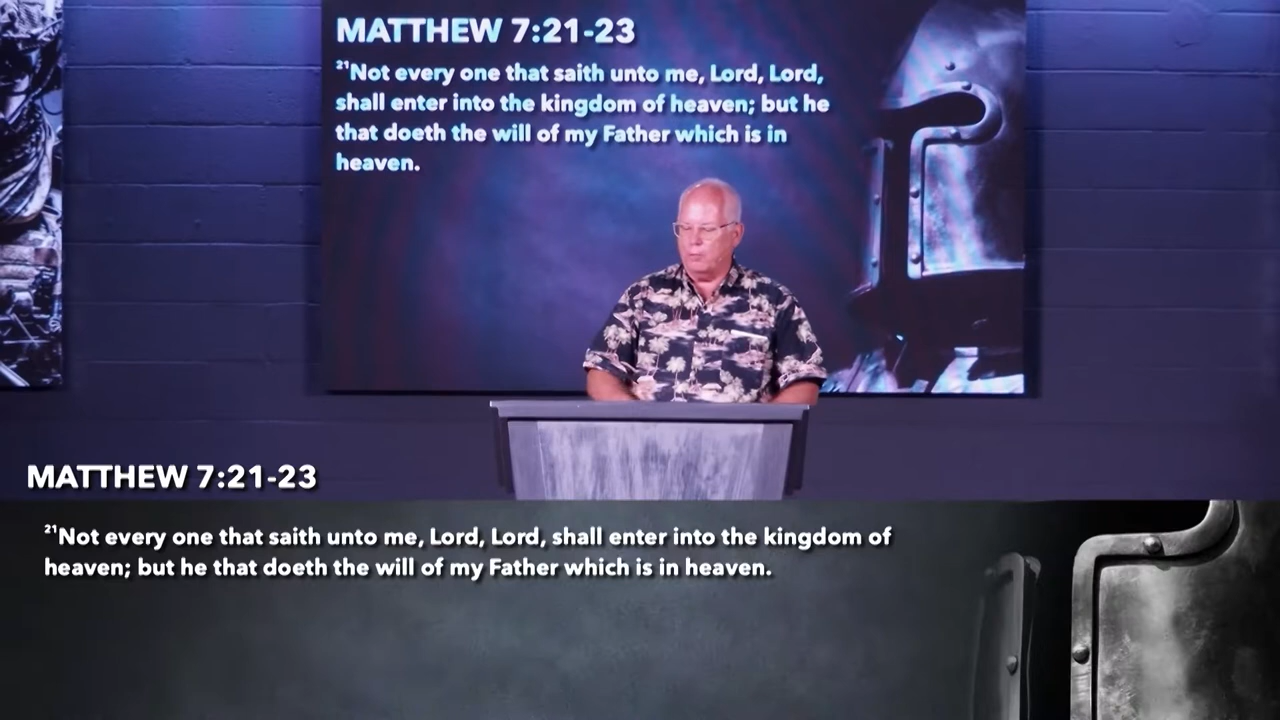 MATTHEW 7:21-23
²¹Not every one that saith unto me, Lord, Lord,
shall enter into the kingdom of heaven; but he
that doeth the will of my Father which is in
heaven.
MATTHEW 7:21-23
²¹Not every one that saith unto me, Lord, Lord, shall enter into the kingdom of
heaven; but he that doeth the will of my Father which is in heaven.